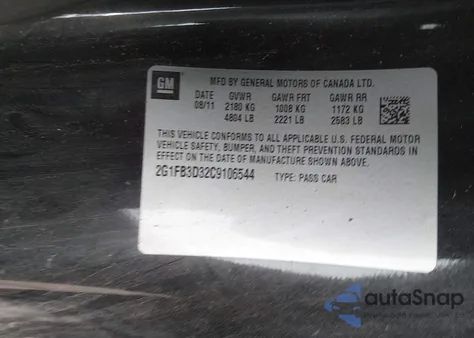 GM
MFD BY GENERAL MOTORS OF CANADA LTD.
DATE GVWR GAWR FRT GAWR RR
08/11 2180 KG 1008 KG 1172 KG
4804 LB 2221 LB 2583 LB
THIS VEHICLE CONFORMS TO ALL APPLICABLE U.S. FEDERAL MOTOR
VEHICLE SAFETY, BUMPER, AND THEFT PREVENTION STANDARDS IN
EFFECT ON THE DATE OF MANUFACTURE SHOWN ABOVE.
2G1FB3D32C9106544 TYPE: PASS CAR
autaSnap